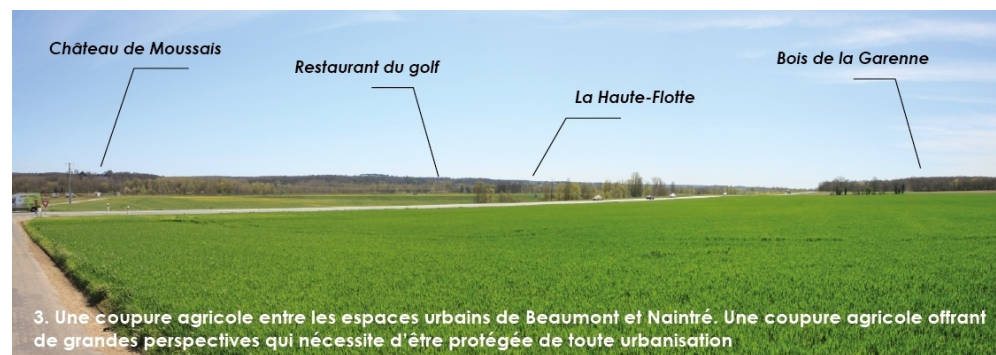 Château de Moussais
Restaurant du golf
La Haute-Flotte
Bois de la Garenne
3. Une coupure agricole entre les espaces urbains de Beaumont et Naintré. Une coupure agricole offrant
de grandes perspectives qui nécessite d'être protégée de toute urbanisation